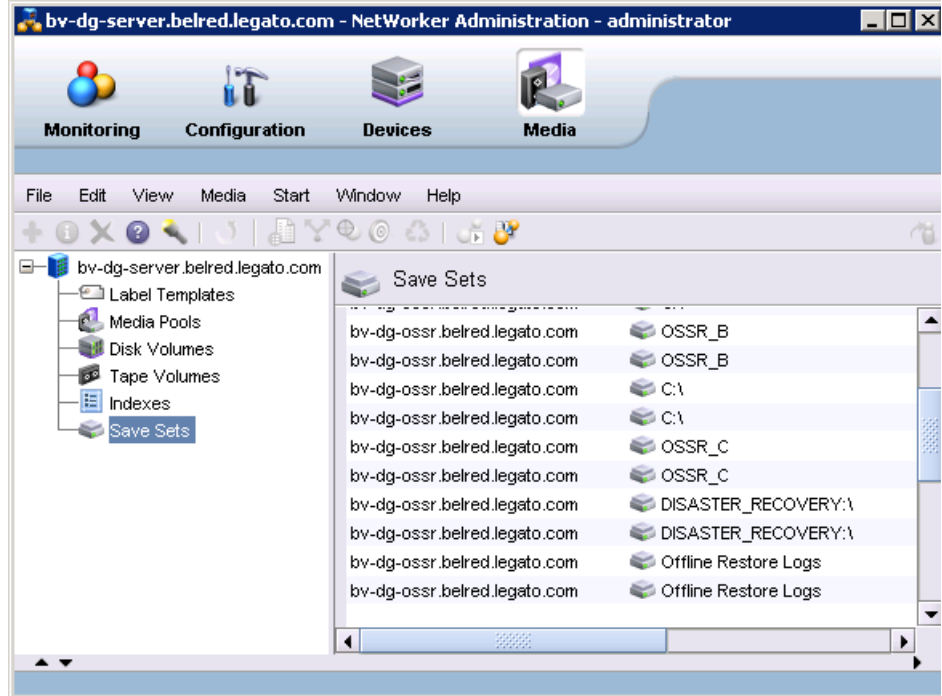 bv-dg-server.belred.legato.com - NetWorker Administration - administrator
Monitoring Configuration Devices Media
File Edit View Media Start Window Help
bv-dg-server.belred.legato.com
Label Templates
Media Pools
Disk Volumes
Tape Volumes
Indexes
Save Sets
Save Sets
bv-dg-ossr.belred.legato.com OSSR_B
bv-dg-ossr.belred.legato.com OSSR_B
bv-dg-ossr.belred.legato.com C:\
bv-dg-ossr.belred.legato.com C:\
bv-dg-ossr.belred.legato.com OSSR_C
bv-dg-ossr.belred.legato.com OSSR_C
bv-dg-ossr.belred.legato.com DISASTER_RECOVERY:\
bv-dg-ossr.belred.legato.com DISASTER_RECOVERY:\
bv-dg-ossr.belred.legato.com Offline Restore Logs
bv-dg-ossr.belred.legato.com Offline Restore Logs